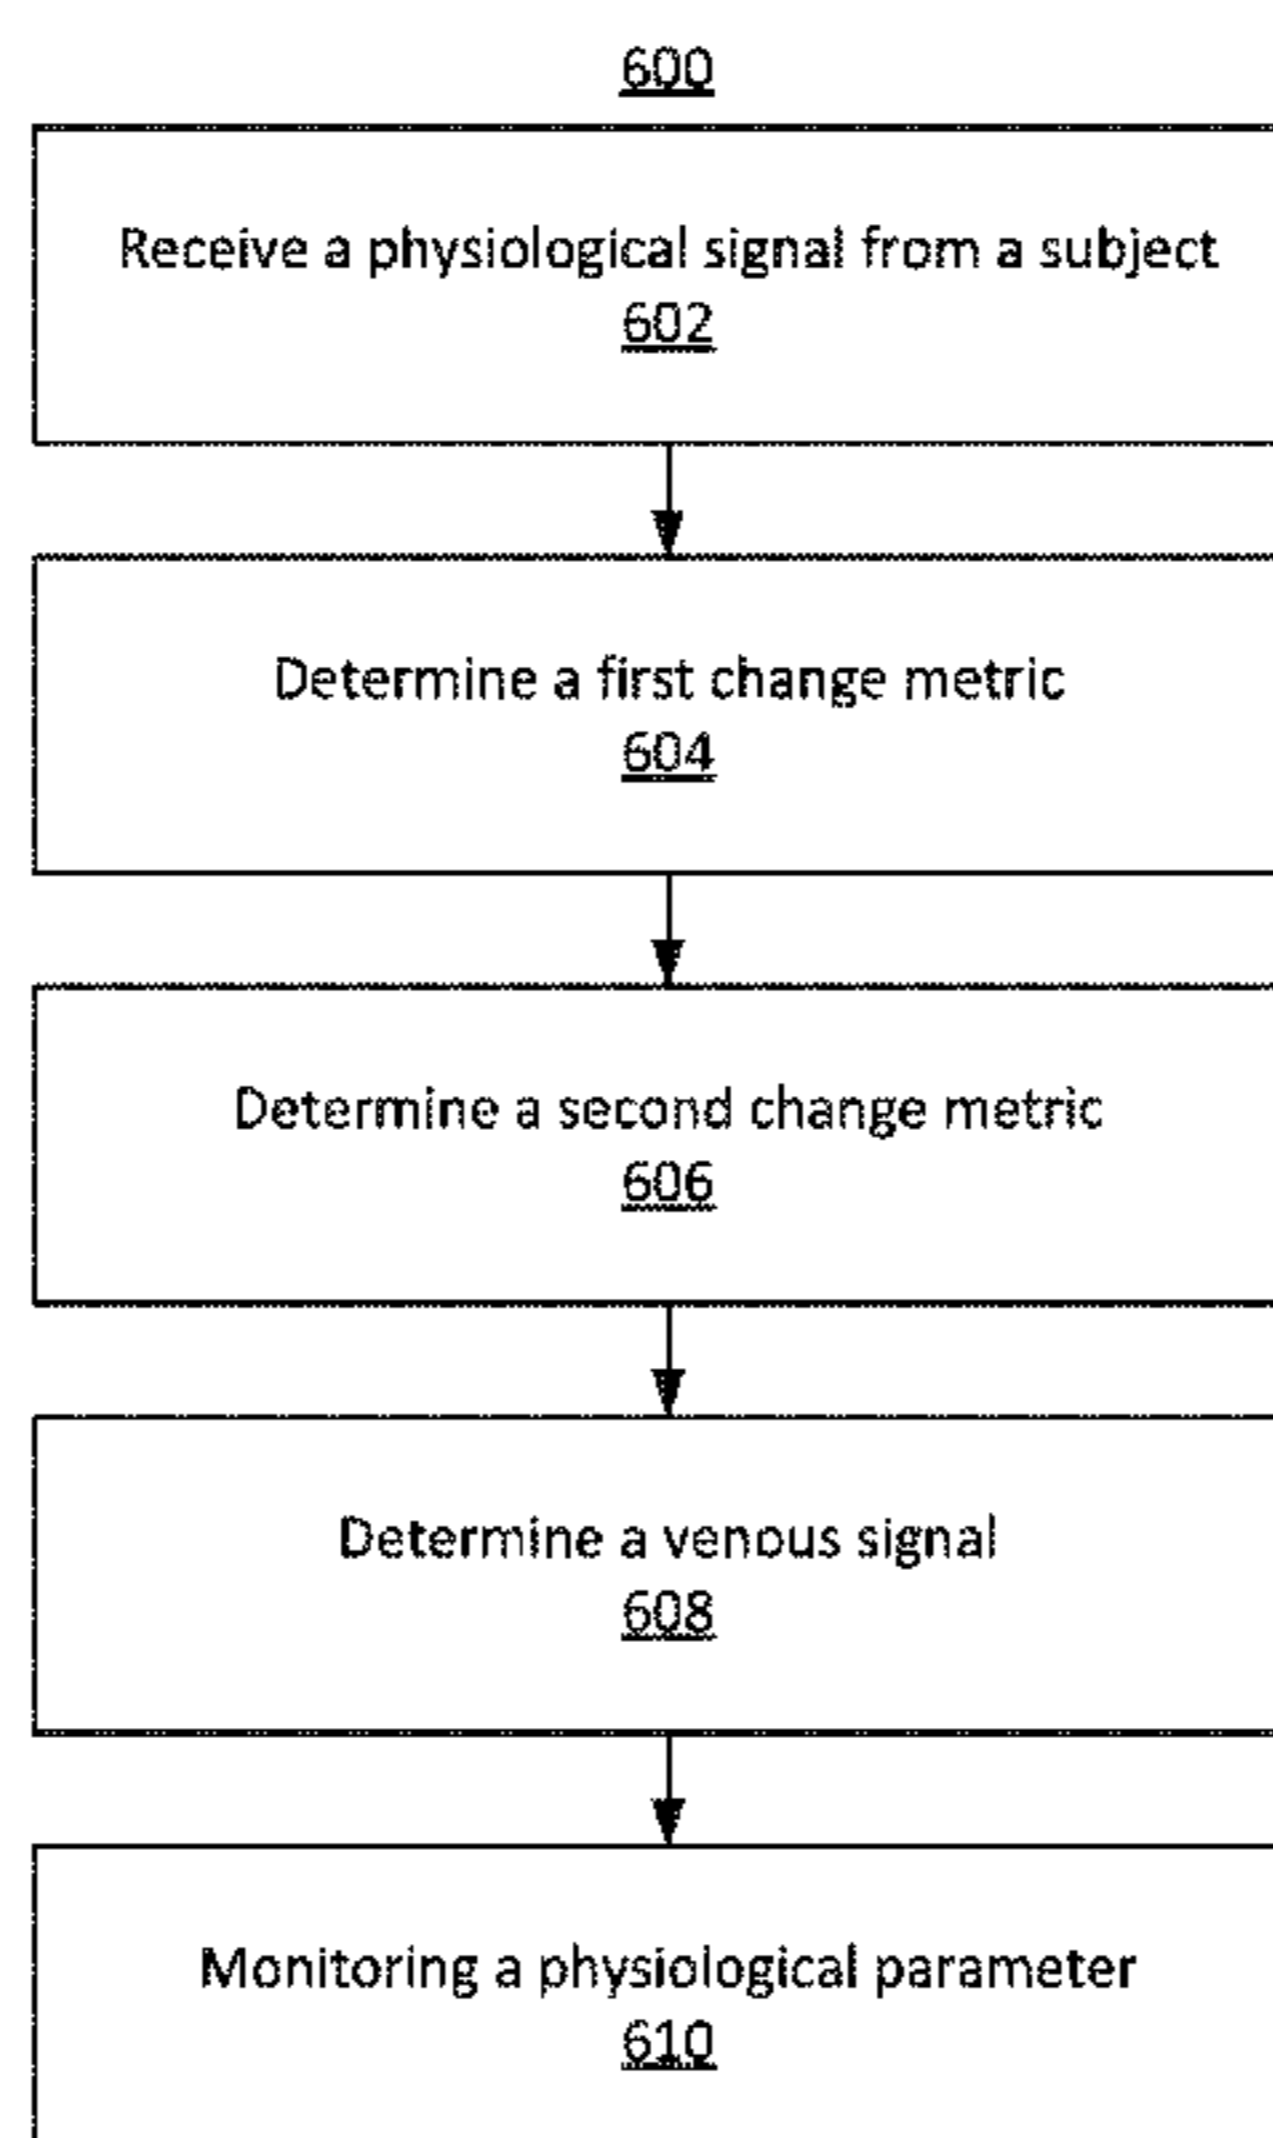 600
Receive a physiological signal from a subject
602
Determine a first change metric
604
Determine a second change metric
606
Determine a venous signal
608
Monitoring a physiological parameter
610